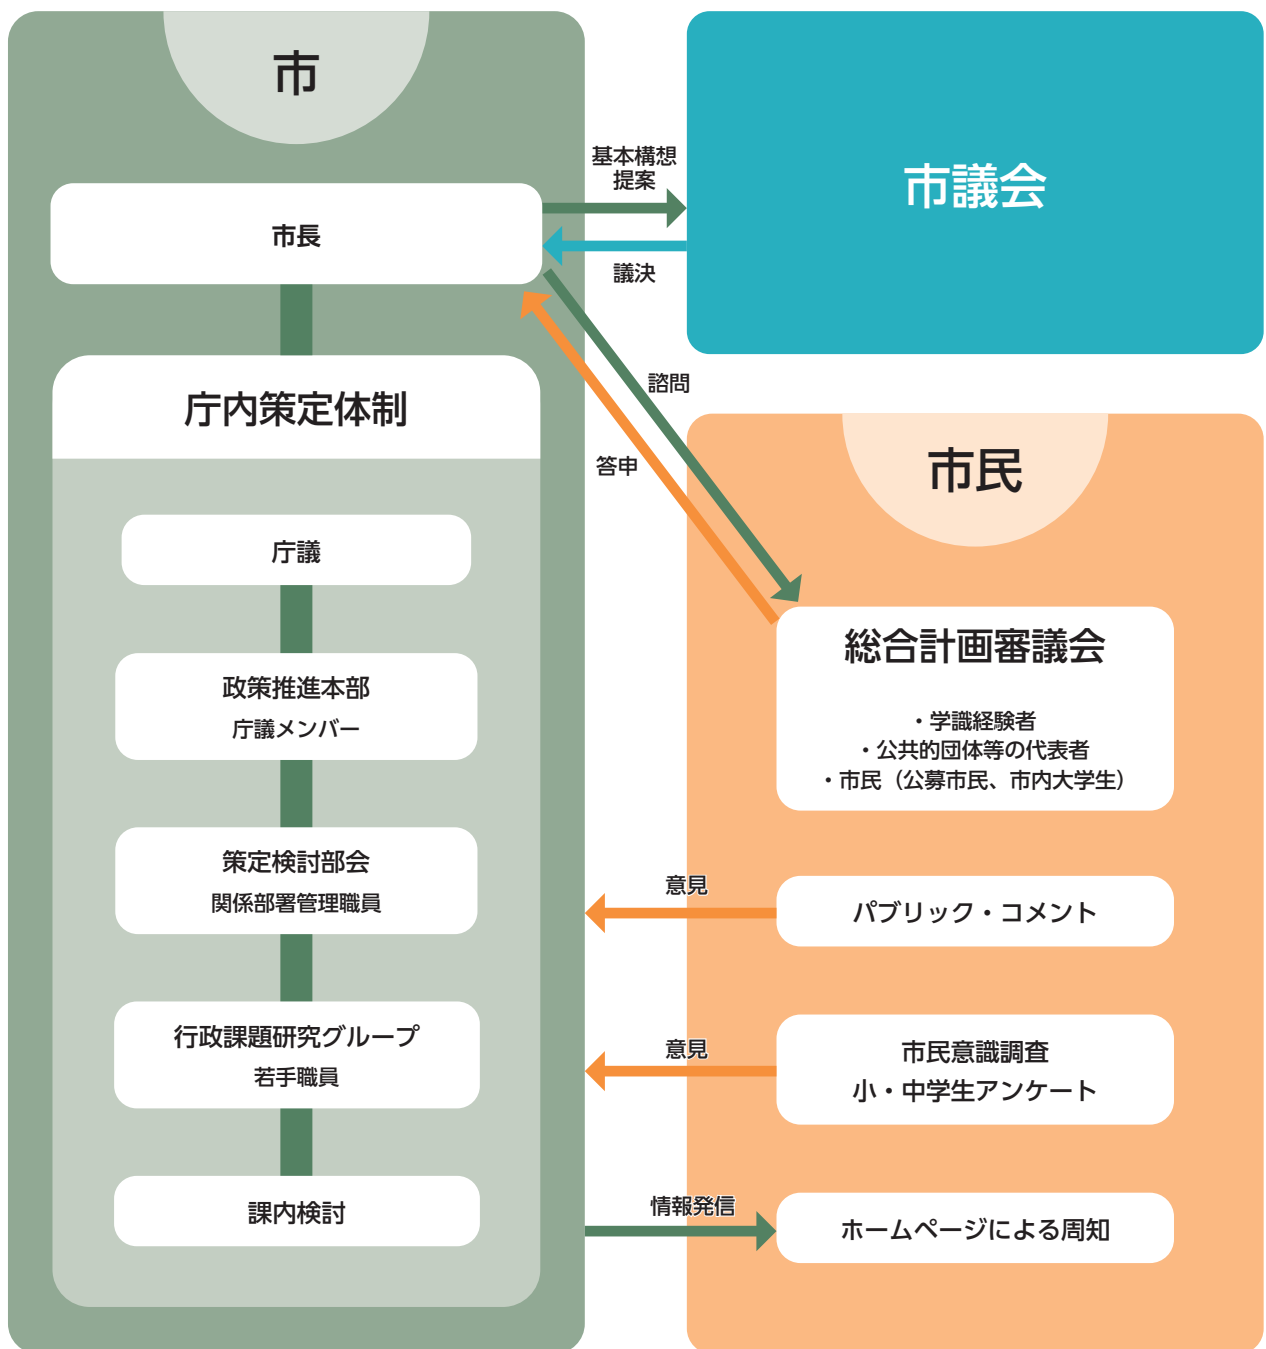 市
市長
庁内策定体制
庁議
政策推進本部
庁議メンバー
策定検討部会
関係部署管理職員
行政課題研究グループ
若手職員
課内検討
基本構想
提案
議決
諮問
答申
意見
意見
情報発信
市議会
市民
総合計画審議会
・学識経験者
・公共的団体等の代表者
・市民（公募市民、市内大学生）
パブリック・コメント
市民意識調査
小・中学生アンケート
ホームページによる周知